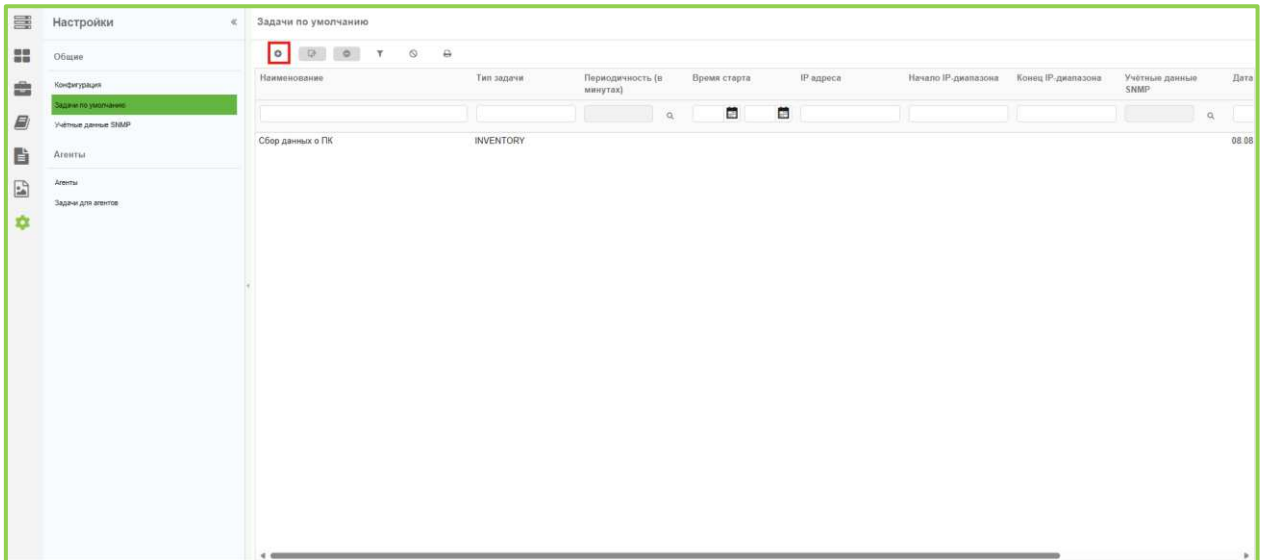 Настройки
«
Задачи по умолчанию
Общие
Конфигурация
Задачи по умолчанию
Учётные данные SNMP
Агенты
Агенты
Задачи для агентов
Наименование
Тип задачи
Периодичность (в
минутах)
Время старта
IP адреса
Начало IP-диапазона
Конец IP-диапазона
Учётные данные
SNMP
Дата
Сбор данных о ПК
INVENTORY
08.08